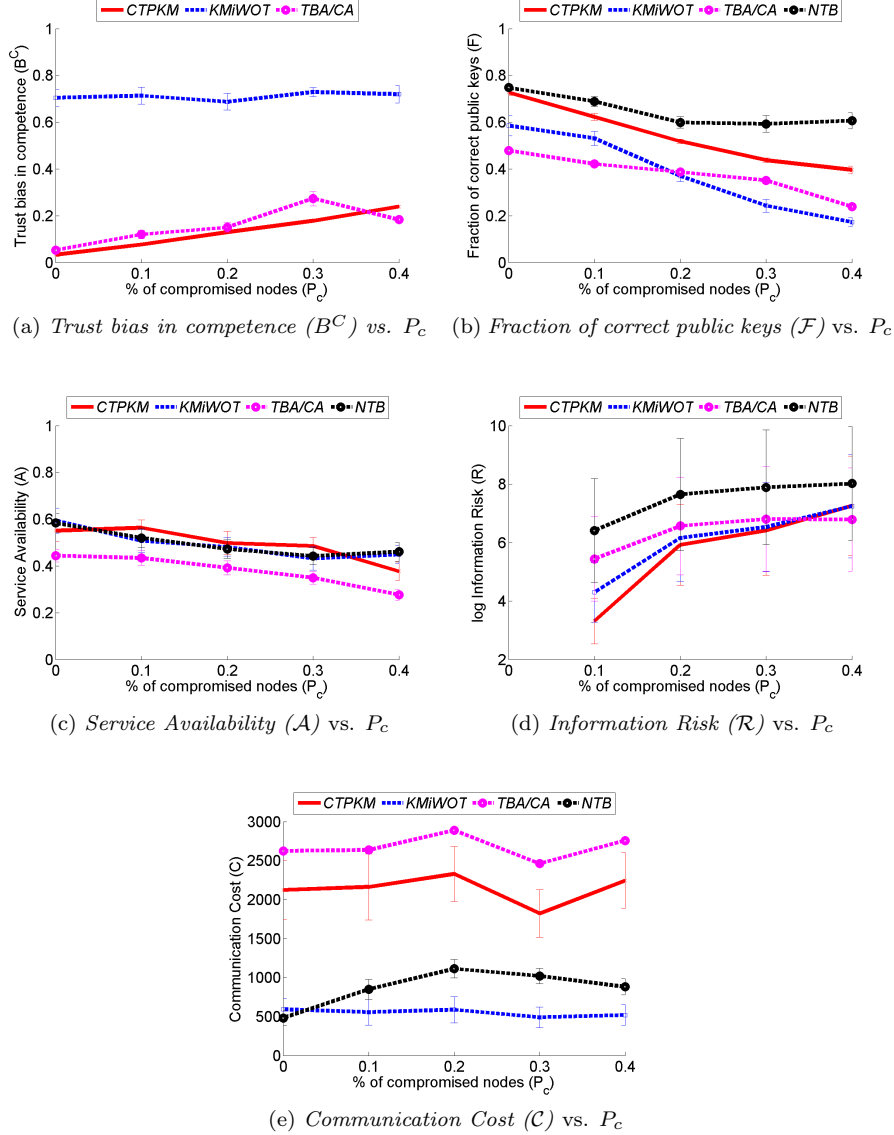 CTPKM KMiWOT TBA/CA
1
0.8
0.6
0.4
0.2
0
Trust bias in competence (B^C)
0 0.1 0.2 0.3 0.4
% of compromised nodes (P_c)
(a) Trust bias in competence (B^C) vs. P_c
CTPKM KMiWOT TBA/CA NTB
1
0.8
0.6
0.4
0.2
0
Fraction of correct public keys (F)
0 0.1 0.2 0.3 0.4
% of compromised nodes (P_c)
(b) Fraction of correct public keys (F) vs. P_c
CTPKM KMiWOT TBA/CA NTB
1
0.8
0.6
0.4
0.2
0
Service Availability (A)
0 0.1 0.2 0.3 0.4
% of compromised nodes (P_c)
(c) Service Availability (A) vs. P_c
CTPKM KMiWOT TBA/CA NTB
10
8
6
4
2
log Information Risk (R)
0 0.1 0.2 0.3 0.4
% of compromised nodes (P_c)
(d) Information Risk (R) vs. P_c
CTPKM KMiWOT TBA/CA NTB
3000
2500
2000
1500
1000
500
0
Communication Cost (C)
0 0.1 0.2 0.3 0.4
% of compromised nodes (P_c)
(e) Communication Cost (C) vs. P_c